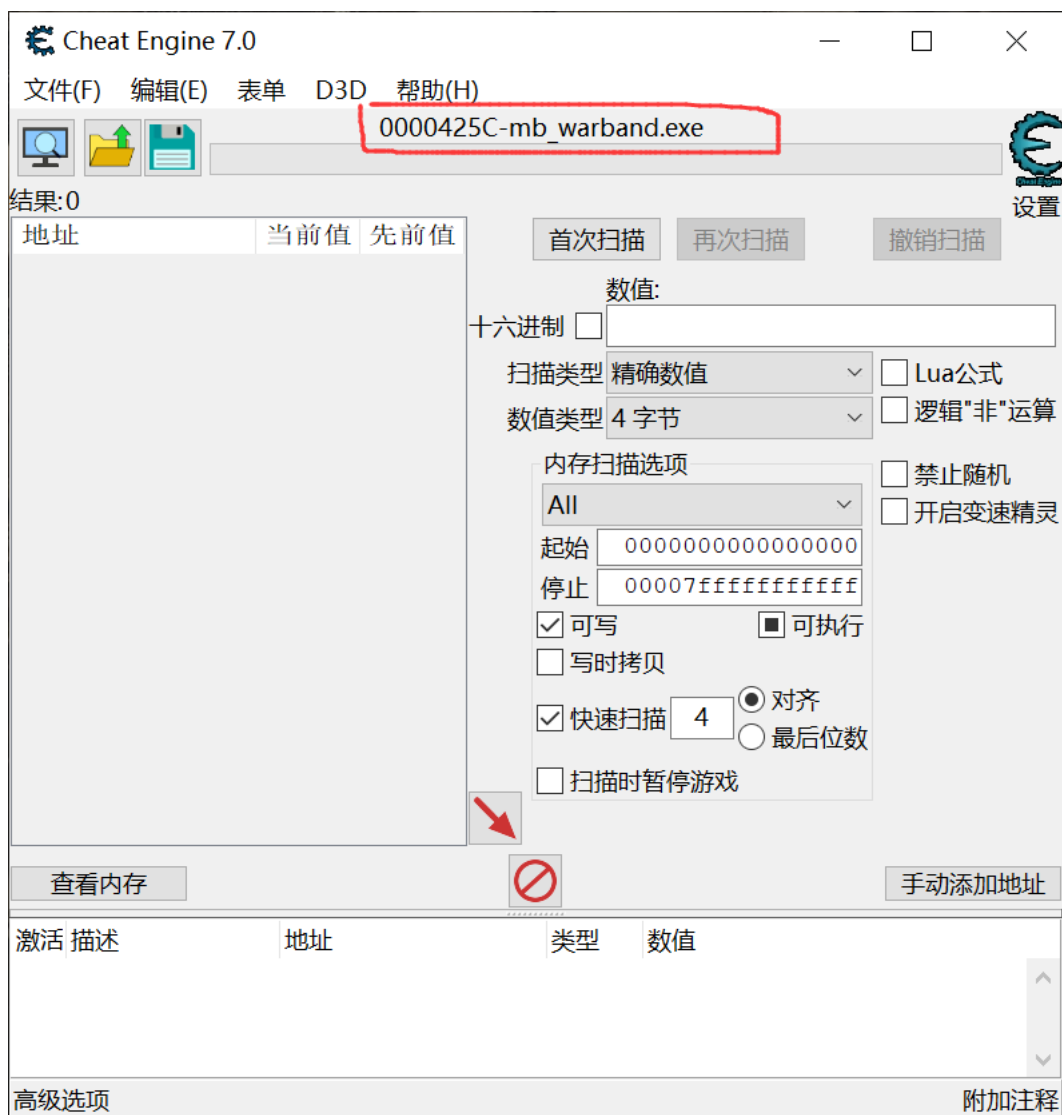 Cheat Engine 7.0
文件(F) 编辑(E) 表单 D3D 帮助(H)
0000425C-mb_warband.exe
Cheat Engine
设置
结果:0
地址 当前值 先前值
首次扫描 再次扫描 撤销扫描
数值:
十六进制
扫描类型 精确数值 Lua公式
数值类型 4 字节 逻辑"非"运算
内存扫描选项
All
禁止随机
开启变速精灵
起始 0000000000000000
停止 00007fffffffffff
可写 可执行
写时拷贝
快速扫描 4 对齐
最后位数
扫描时暂停游戏
查看内存 手动添加地址
激活 描述 地址 类型 数值
高级选项 附加注释